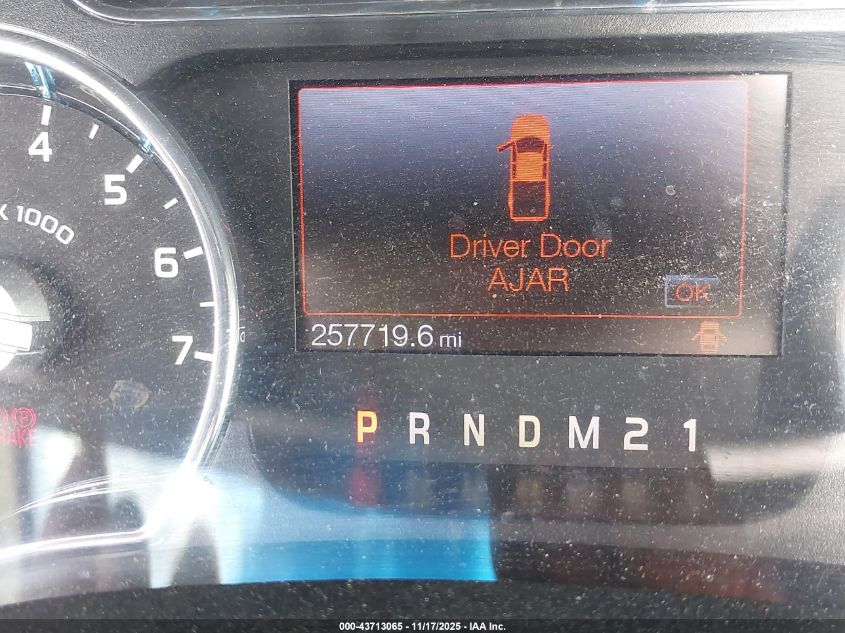 4
5
x 1000
6
7
Driver Door
AJAR
OK
257719.6 mi
P
BRAKE
P R N D M 2 1
000-43713065 - 11/17/2025 - IAA Inc.